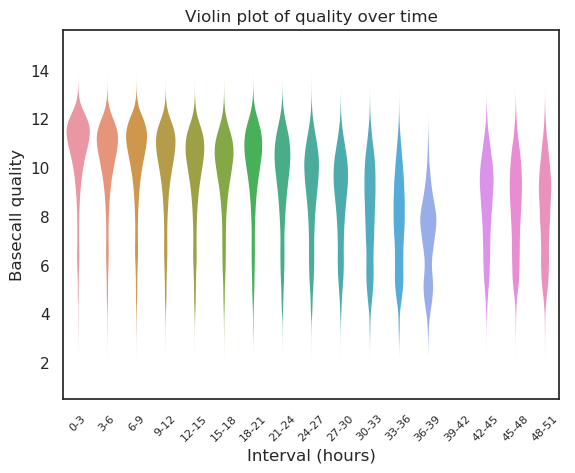 Violin plot of quality over time
14
12
10
8
6
4
2
Basecall quality
0-3 3-6 6-9 9-12 12-15 15-18 18-21 21-24 24-27 27-30 30-33 33-36 36-39 39-42 42-45 45-48 48-51
Interval (hours)